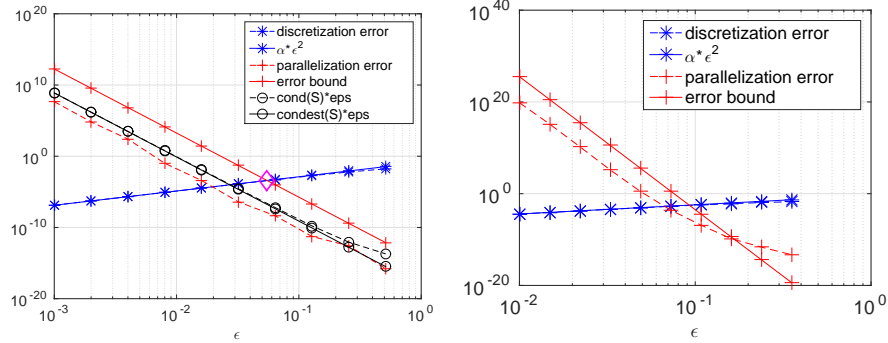 10^20
10^10
10^0
10^-10
10^-20
10^-3
10^-2
10^-1
10^0
ϵ
discretization error
α*ϵ^2
parallelization error
error bound
cond(S)*eps
condest(S)*eps
10^40
10^20
10^0
10^-20
10^-2
10^-1
10^0
ϵ
discretization error
α*ϵ^2
parallelization error
error bound